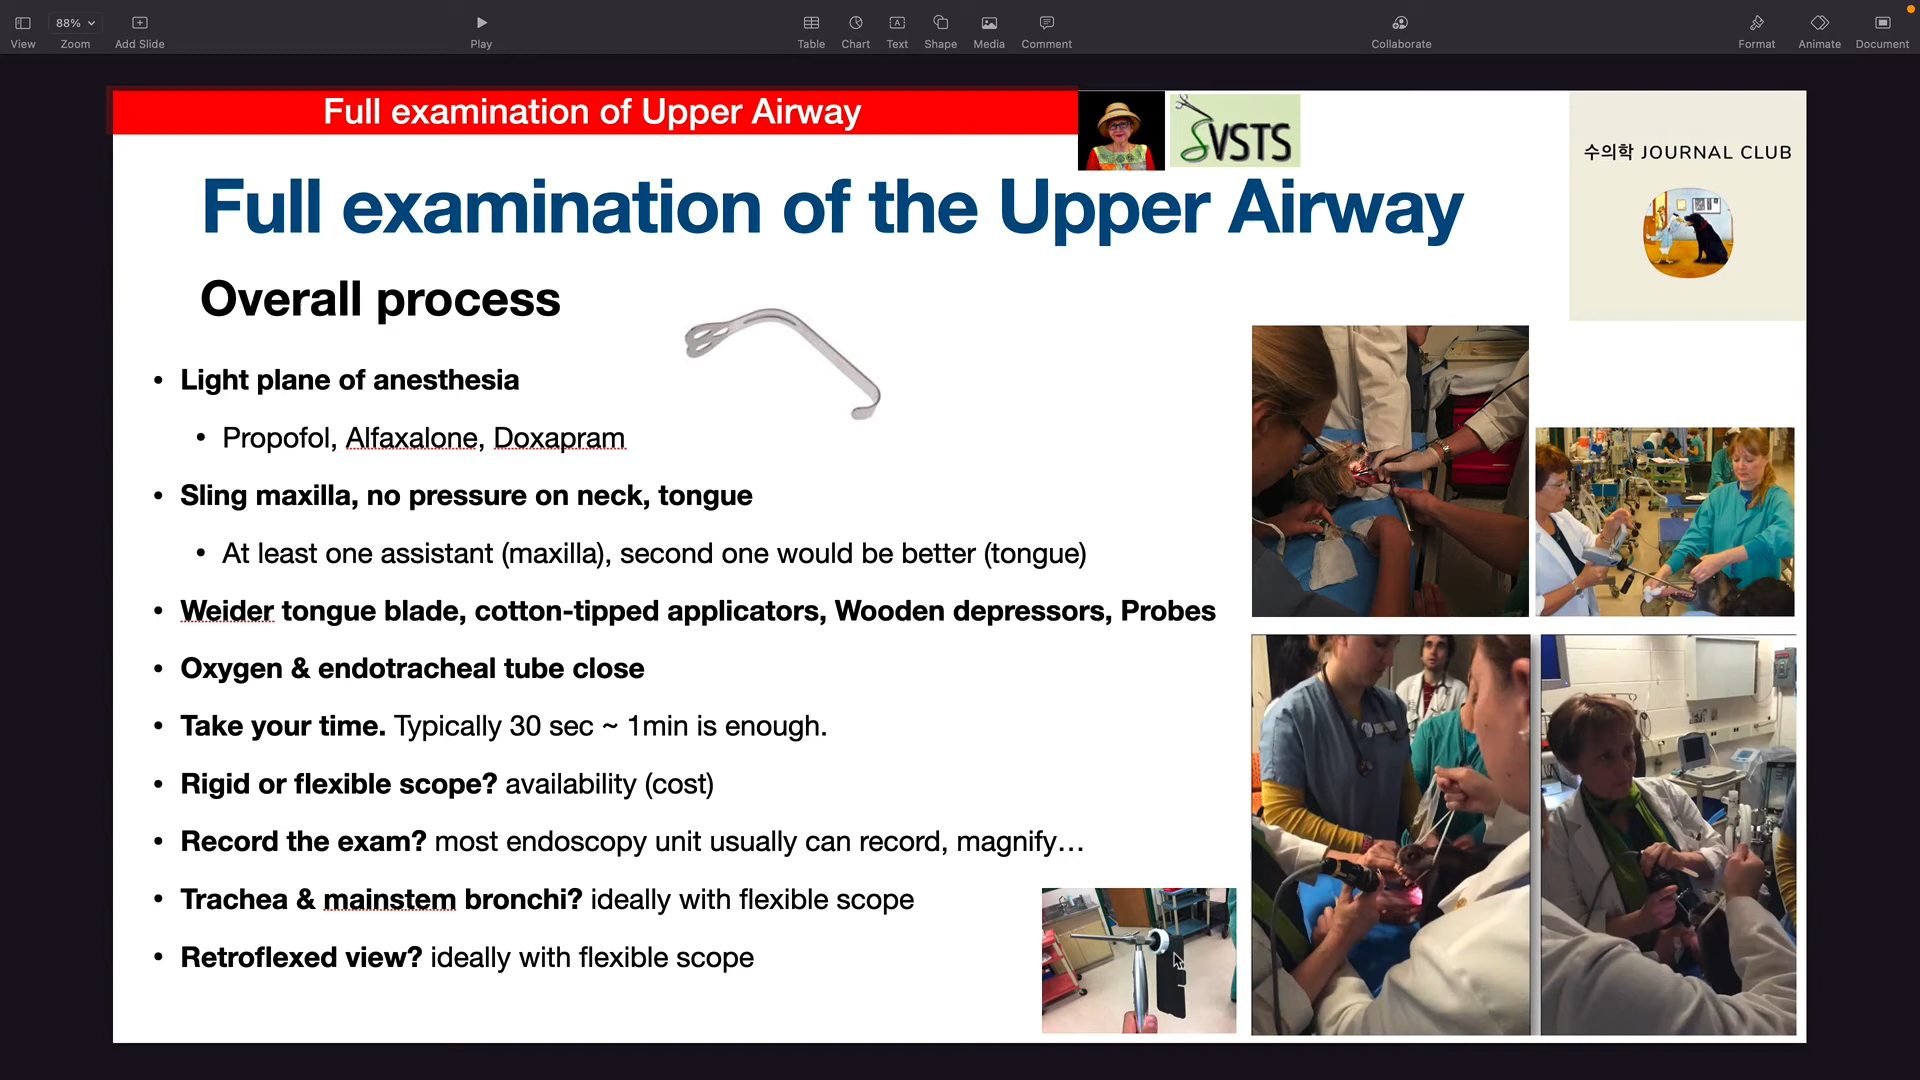 View
88%
Zoom
Add Slide
Play
Table
Chart
Text
Shape
Media
Comment
Collaborate
Format
Animate
Document
Full examination of Upper Airway
SVSTS
수의학 JOURNAL CLUB
Full examination of the Upper Airway
Overall process
• Light plane of anesthesia
• Propofol, Alfaxalone, Doxapram
• Sling maxilla, no pressure on neck, tongue
• At least one assistant (maxilla), second one would be better (tongue)
• Weider tongue blade, cotton-tipped applicators, Wooden depressors, Probes
• Oxygen & endotracheal tube close
• Take your time. Typically 30 sec ~ 1min is enough.
• Rigid or flexible scope? availability (cost)
• Record the exam? most endoscopy unit usually can record, magnify…
• Trachea & mainstem bronchi? ideally with flexible scope
• Retroflexed view? ideally with flexible scope